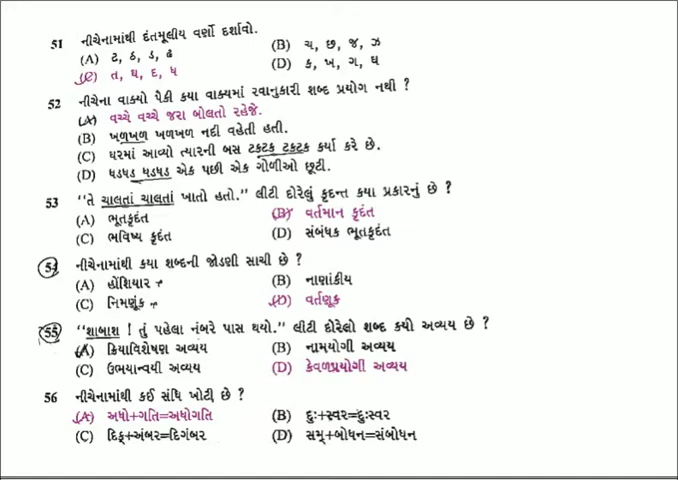 51 નીચેનામાંથી દંતમૂલીય વર્ણો દર્શાવો.
(A) ટ, ઠ, ડ, ઢ (B) ચ, છ, જ, ઝ
(C) ત, થ, દ, ધ (D) ક, ખ, ગ, ઘ
52 નીચેના વાક્યો પૈકી કયા વાક્યમાં રવાનુકારી શબ્દ પ્રયોગ નથી ?
(A) વચ્ચે વચ્ચે જરા બોલતો રહેજે.
(B) ખળખળ ખળખળ નદી વહેતી હતી.
(C) ઘરમાં આવ્યો ત્યારની બસ ટકટક ટકટક કર્યા કરે છે.
(D) ધડધડ ધડધડ એક પછી એક ગોળીઓ છૂટી.
53 "તે ચાલતાં ચાલતાં ખાતો હતો." લીટી દોરેલું કૃદન્ત કયા પ્રકારનું છે ?
(A) ભૂતકૃદંત (B) વર્તમાન કૃદંત
(C) ભવિષ્ય કૃદંત (D) સંબંધક ભૂતકૃદંત
54 નીચેનામાંથી કયા શબ્દની જોડણી સાચી છે ?
(A) હોંશિયાર (B) નાણાંકીય
(C) નિમણૂંક (D) વર્તણૂક
55 "શાબાશ ! તું પહેલા નંબરે પાસ થયો." લીટી દોરેલો શબ્દ કયો અવ્યય છે ?
(A) ક્રિયાવિશેષણ અવ્યય (B) નામયોગી અવ્યય
(C) ઉભયાન્વયી અવ્યય (D) કેવળપ્રયોગી અવ્યય
56 નીચેનામાંથી કઈ સંધિ ખોટી છે ?
(A) અધો+ગતિ=અધોગતિ (B) દુઃ+સ્વર=દુઃસ્વર
(C) દિક્+અંબર=દિગંબર (D) સમ્+બોધન=સંબોધન